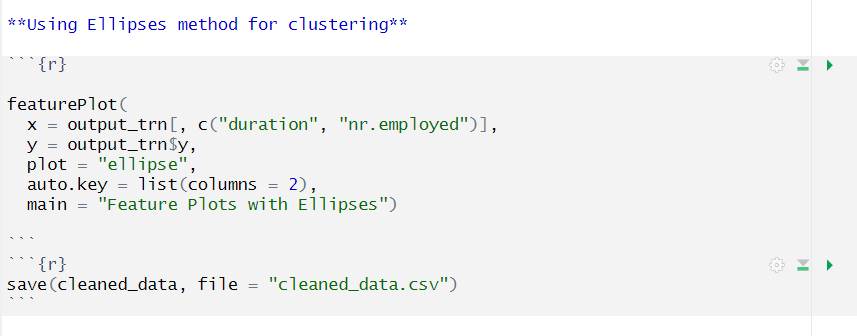 **Using Ellipses method for clustering**
```{r}
featurePlot(
  x = output_trn[, c("duration", "nr.employed")],
  y = output_trn$y,
  plot = "ellipse",
  auto.key = list(columns = 2),
  main = "Feature Plots with Ellipses")
```
```{r}
save(cleaned_data, file = "cleaned_data.csv")
```